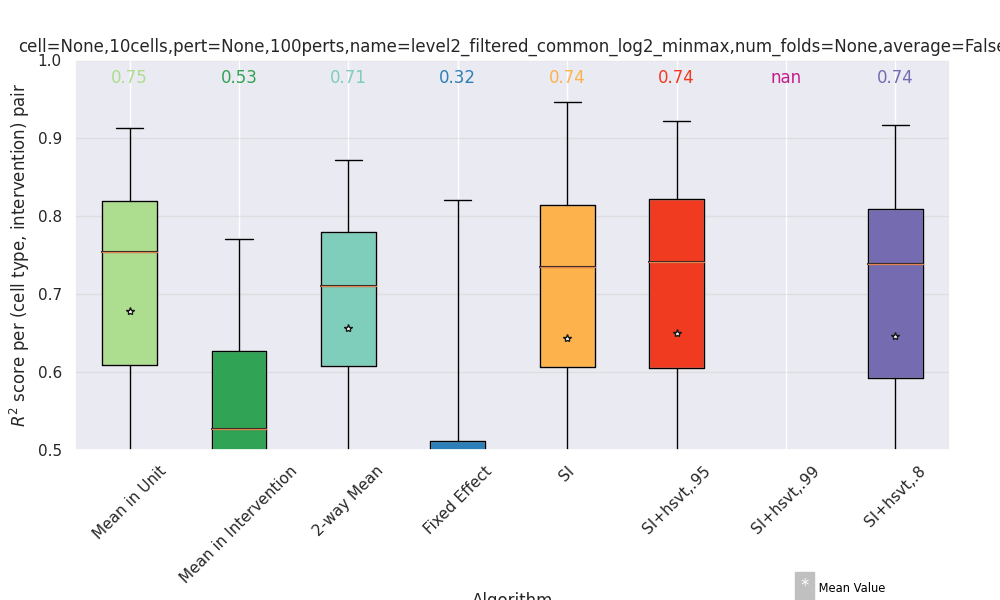 cell=None,10cells,pert=None,100perts,name=level2_filtered_common_log2_minmax,num_folds=None,average=False
1.0
0.9
0.8
0.7
0.6
0.5
R² score per (cell type, intervention) pair
0.75 0.53 0.71 0.32 0.74 0.74 nan 0.74
Mean in Unit
Mean in Intervention
2-way Mean
Fixed Effect
SI
SI+hsvt,.95
SI+hsvt,.99
SI+hsvt,.8
Algorithm
* Mean Value